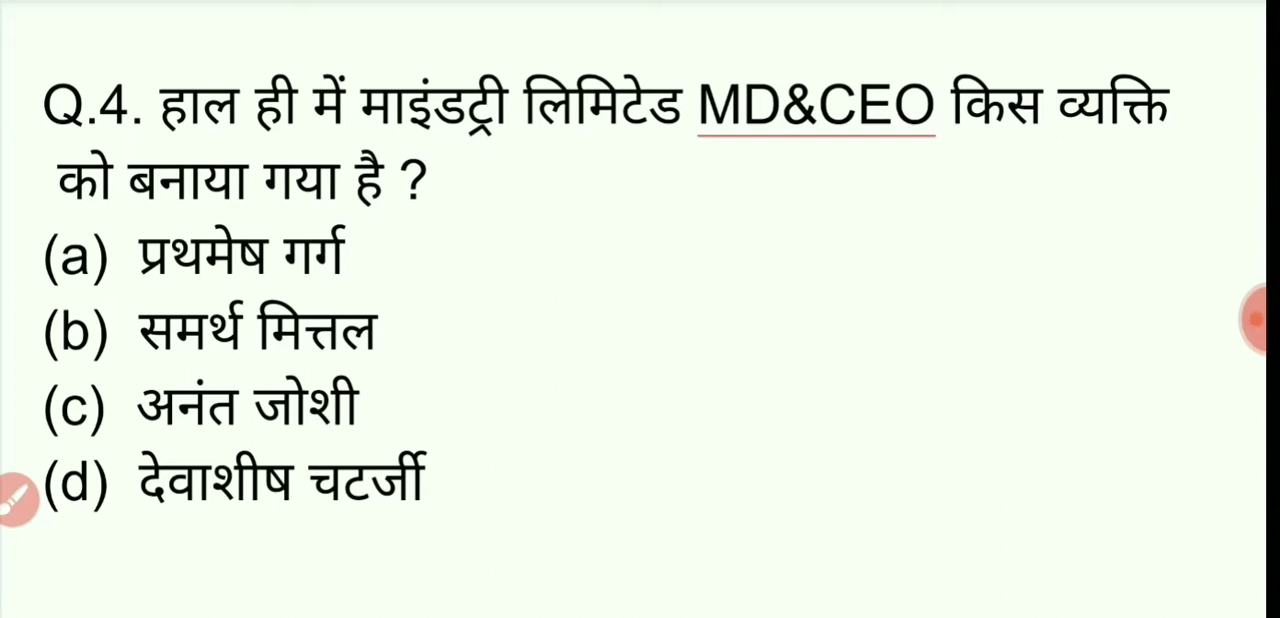 Q.4. हाल ही में माइंडट्री लिमिटेड MD&CEO किस व्यक्ति
को बनाया गया है ?
(a) प्रथमेष गर्ग
(b) समर्थ मित्तल
(c) अनंत जोशी
(d) देवाशीष चटर्जी